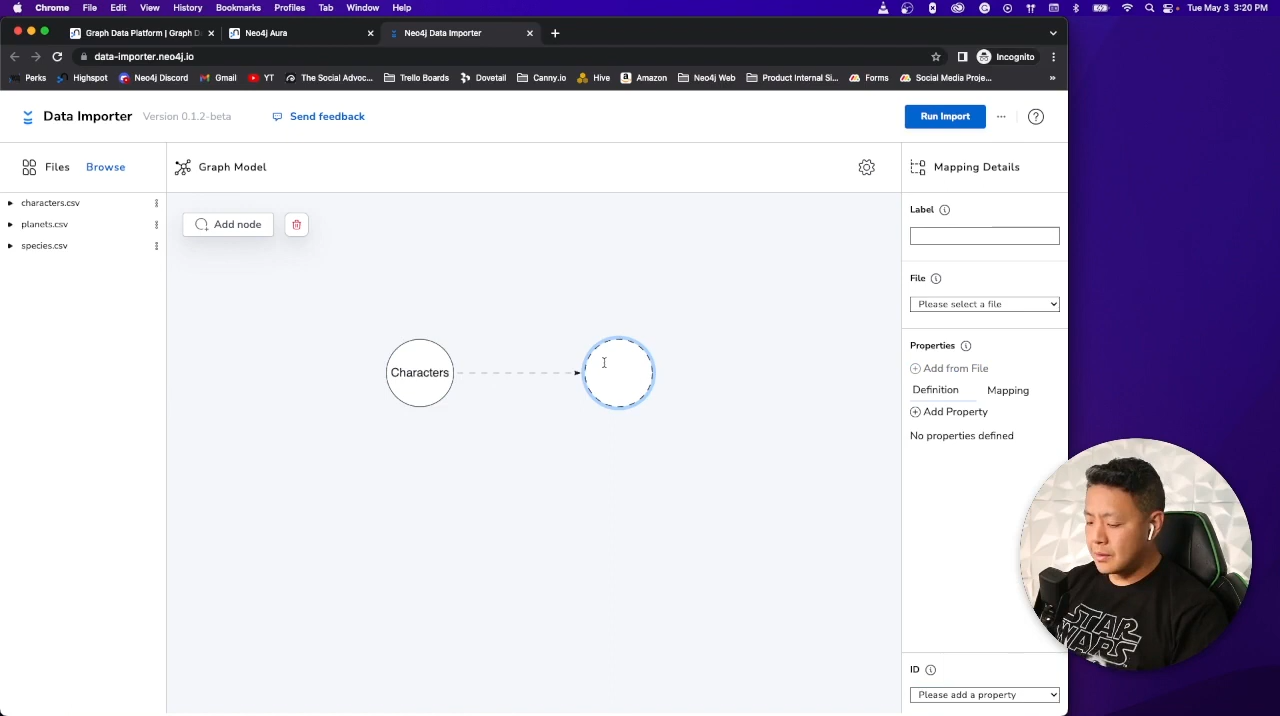 Chrome File Edit View History Bookmarks Profiles Tab Window Help Tue May 3 3:20 PM
Graph Data Platform | Graph D
Neo4j Aura
Neo4j Data Importer
data-importer.neo4j.io
Incognito
Perks Highspot Neo4j Discord Gmail YT The Social Advoc... Trello Boards Dovetail Canny.io Hive Amazon Neo4j Web Product Internal Si... Forms Social Media Proje... »
Data Importer Version 0.1.2-beta Send feedback Run Import ... ?
Files Browse
Graph Model
Mapping Details
characters.csv
planets.csv
species.csv
Add node
Characters
Label
File
Please select a file
Properties
Add from File
Definition Mapping
Add Property
No properties defined
ID
Please add a property
STAR
WARS